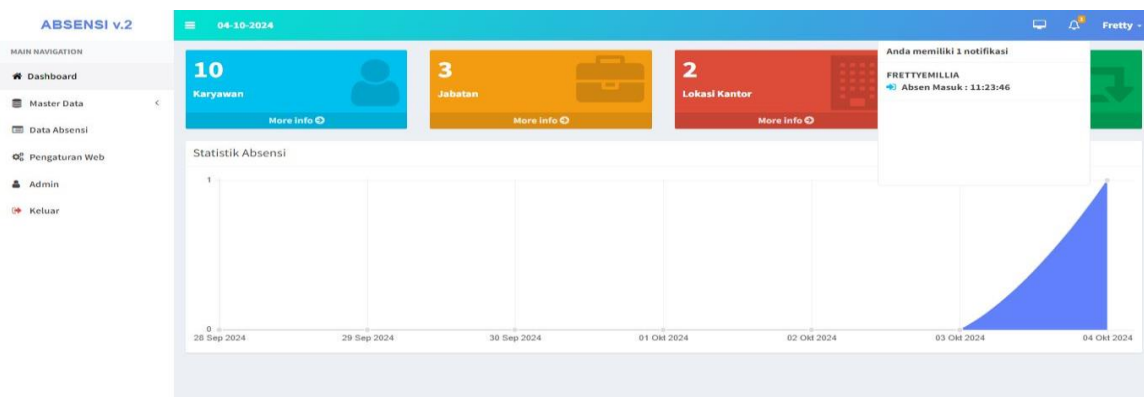 ABSENSI v.2
04-10-2024
Fretty
MAIN NAVIGATION
Dashboard
Master Data
Data Absensi
Pengaturan Web
Admin
Keluar
10
Karyawan
More info
3
Jabatan
More info
2
Lokasi Kantor
More info
Anda memiliki 1 notifikasi
FRETTYEMILLIA
Absen Masuk : 11:23:46
Statistik Absensi
1
0
28 Sep 2024
29 Sep 2024
30 Sep 2024
01 Okt 2024
02 Okt 2024
03 Okt 2024
04 Okt 2024